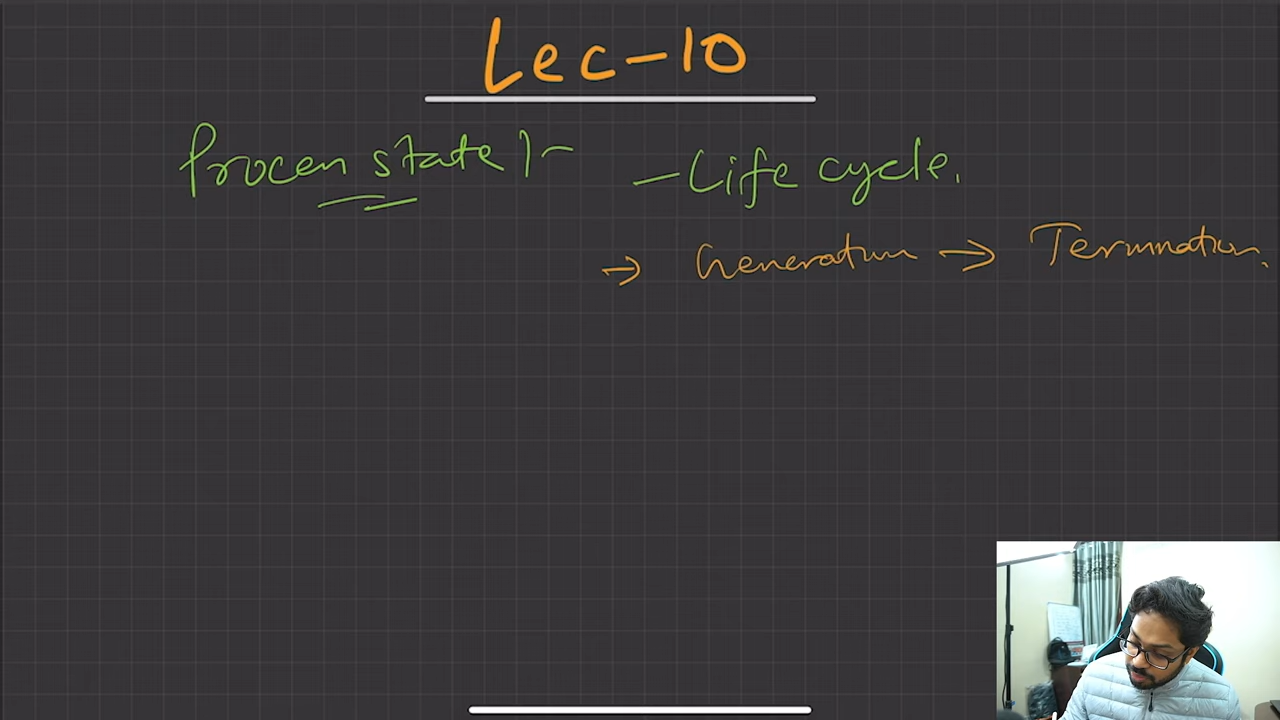 Lec-10
Process state :-
- Life cycle.
→ Generation → Termination.